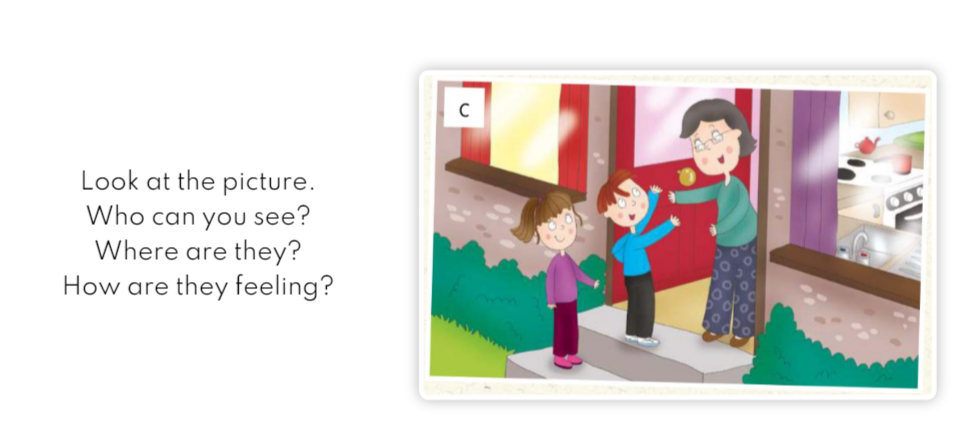 Look at the picture.
Who can you see?
Where are they?
How are they feeling?
C